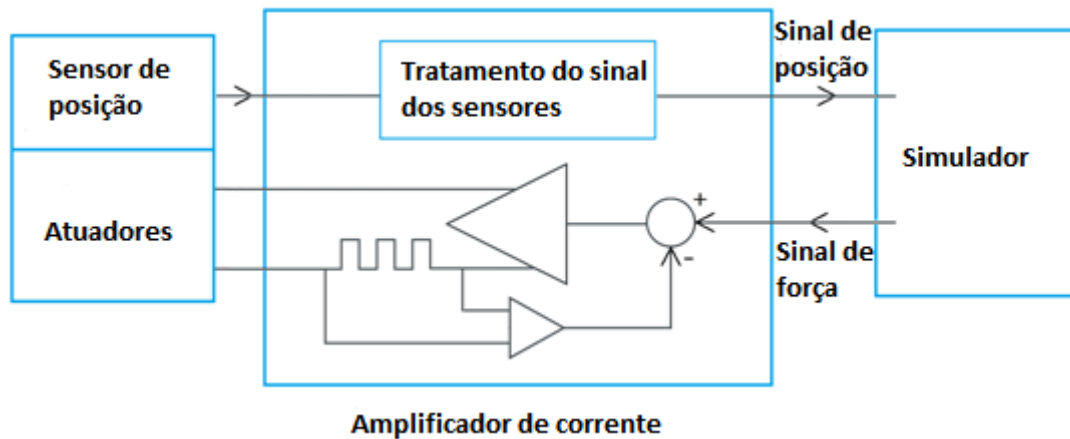 Sensor de
posição
Atuadores
Tratamento do sinal
dos sensores
+
-
Sinal de
posição
Sinal de
força
Simulador
Amplificador de corrente